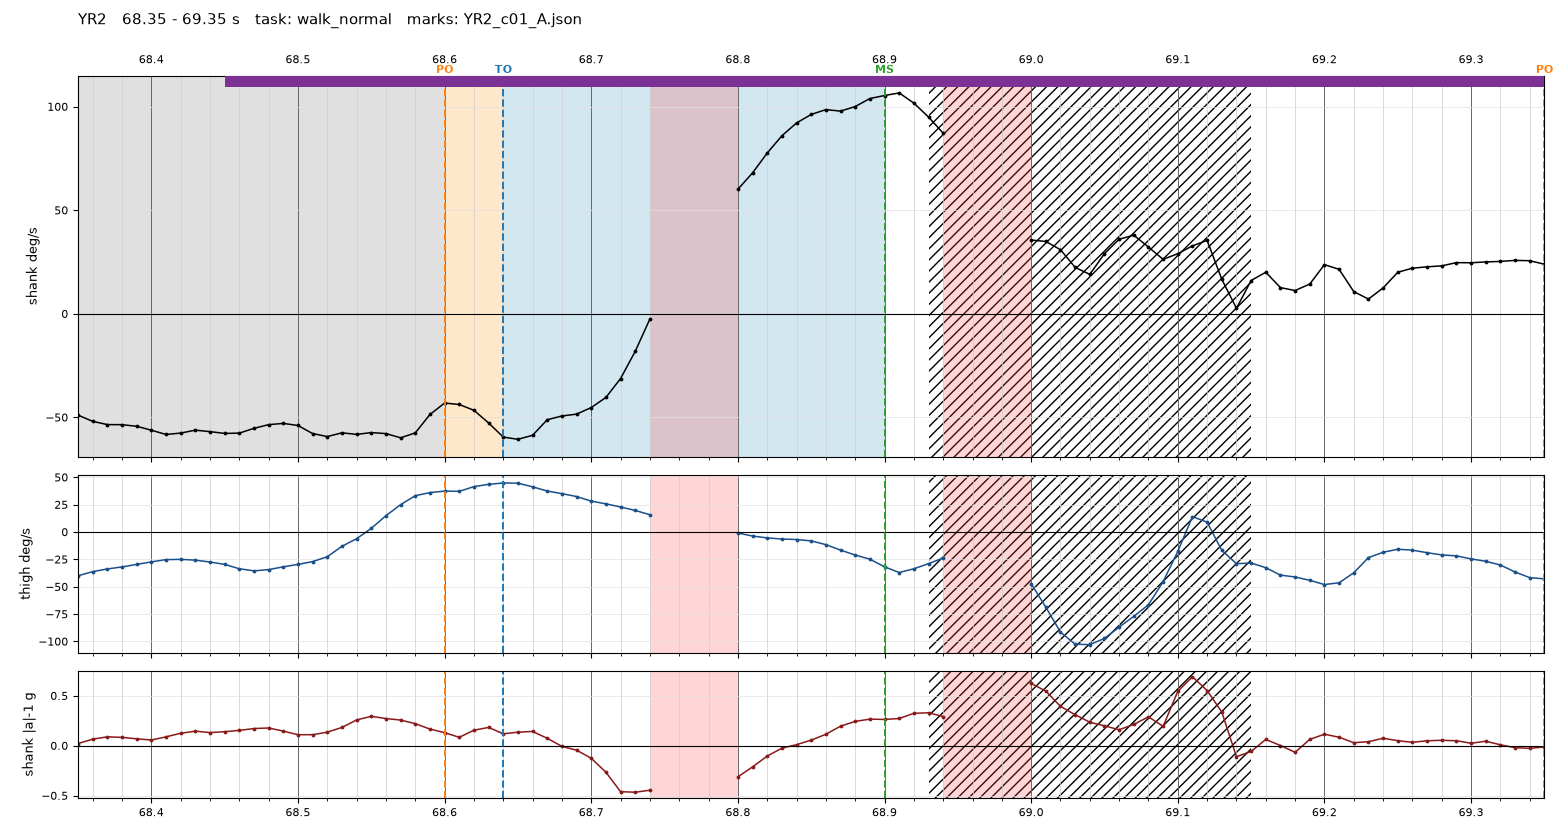 YR2   68.35 - 69.35 s   task: walk_normal   marks: YR2_c01_A.json
68.4 68.5 68.6 68.7 68.8 68.9 69.0 69.1 69.2 69.3
PO TO MS PO
shank deg/s
100
50
0
−50
thigh deg/s
50
25
0
−25
−50
−75
−100
shank |a|-1 g
0.5
0.0
−0.5
68.4 68.5 68.6 68.7 68.8 68.9 69.0 69.1 69.2 69.3